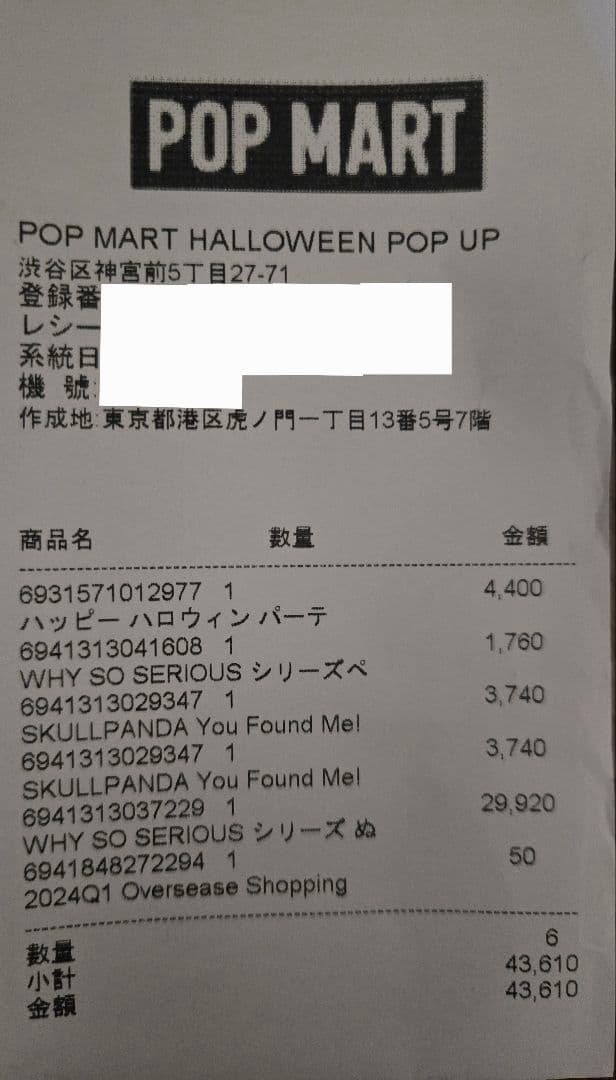 POP MART
POP MART HALLOWEEN POP UP
渋谷区神宮前5丁目27-71
登録番
レシー
系統日
機 號:
作成地:東京都港区虎ノ門一丁目13番5号7階
商品名 数量 金額
6931571012977 1 4,400
ハッピー ハロウィン パーテ
6941313041608 1 1,760
WHY SO SERIOUS シリーズペ
6941313029347 1 3,740
SKULLPANDA You Found Me!
6941313029347 1 3,740
SKULLPANDA You Found Me!
6941313037229 1 29,920
WHY SO SERIOUS シリーズ ぬ
6941848272294 1 50
2024Q1 Oversease Shopping
數量 6
小計 43,610
金額 43,610